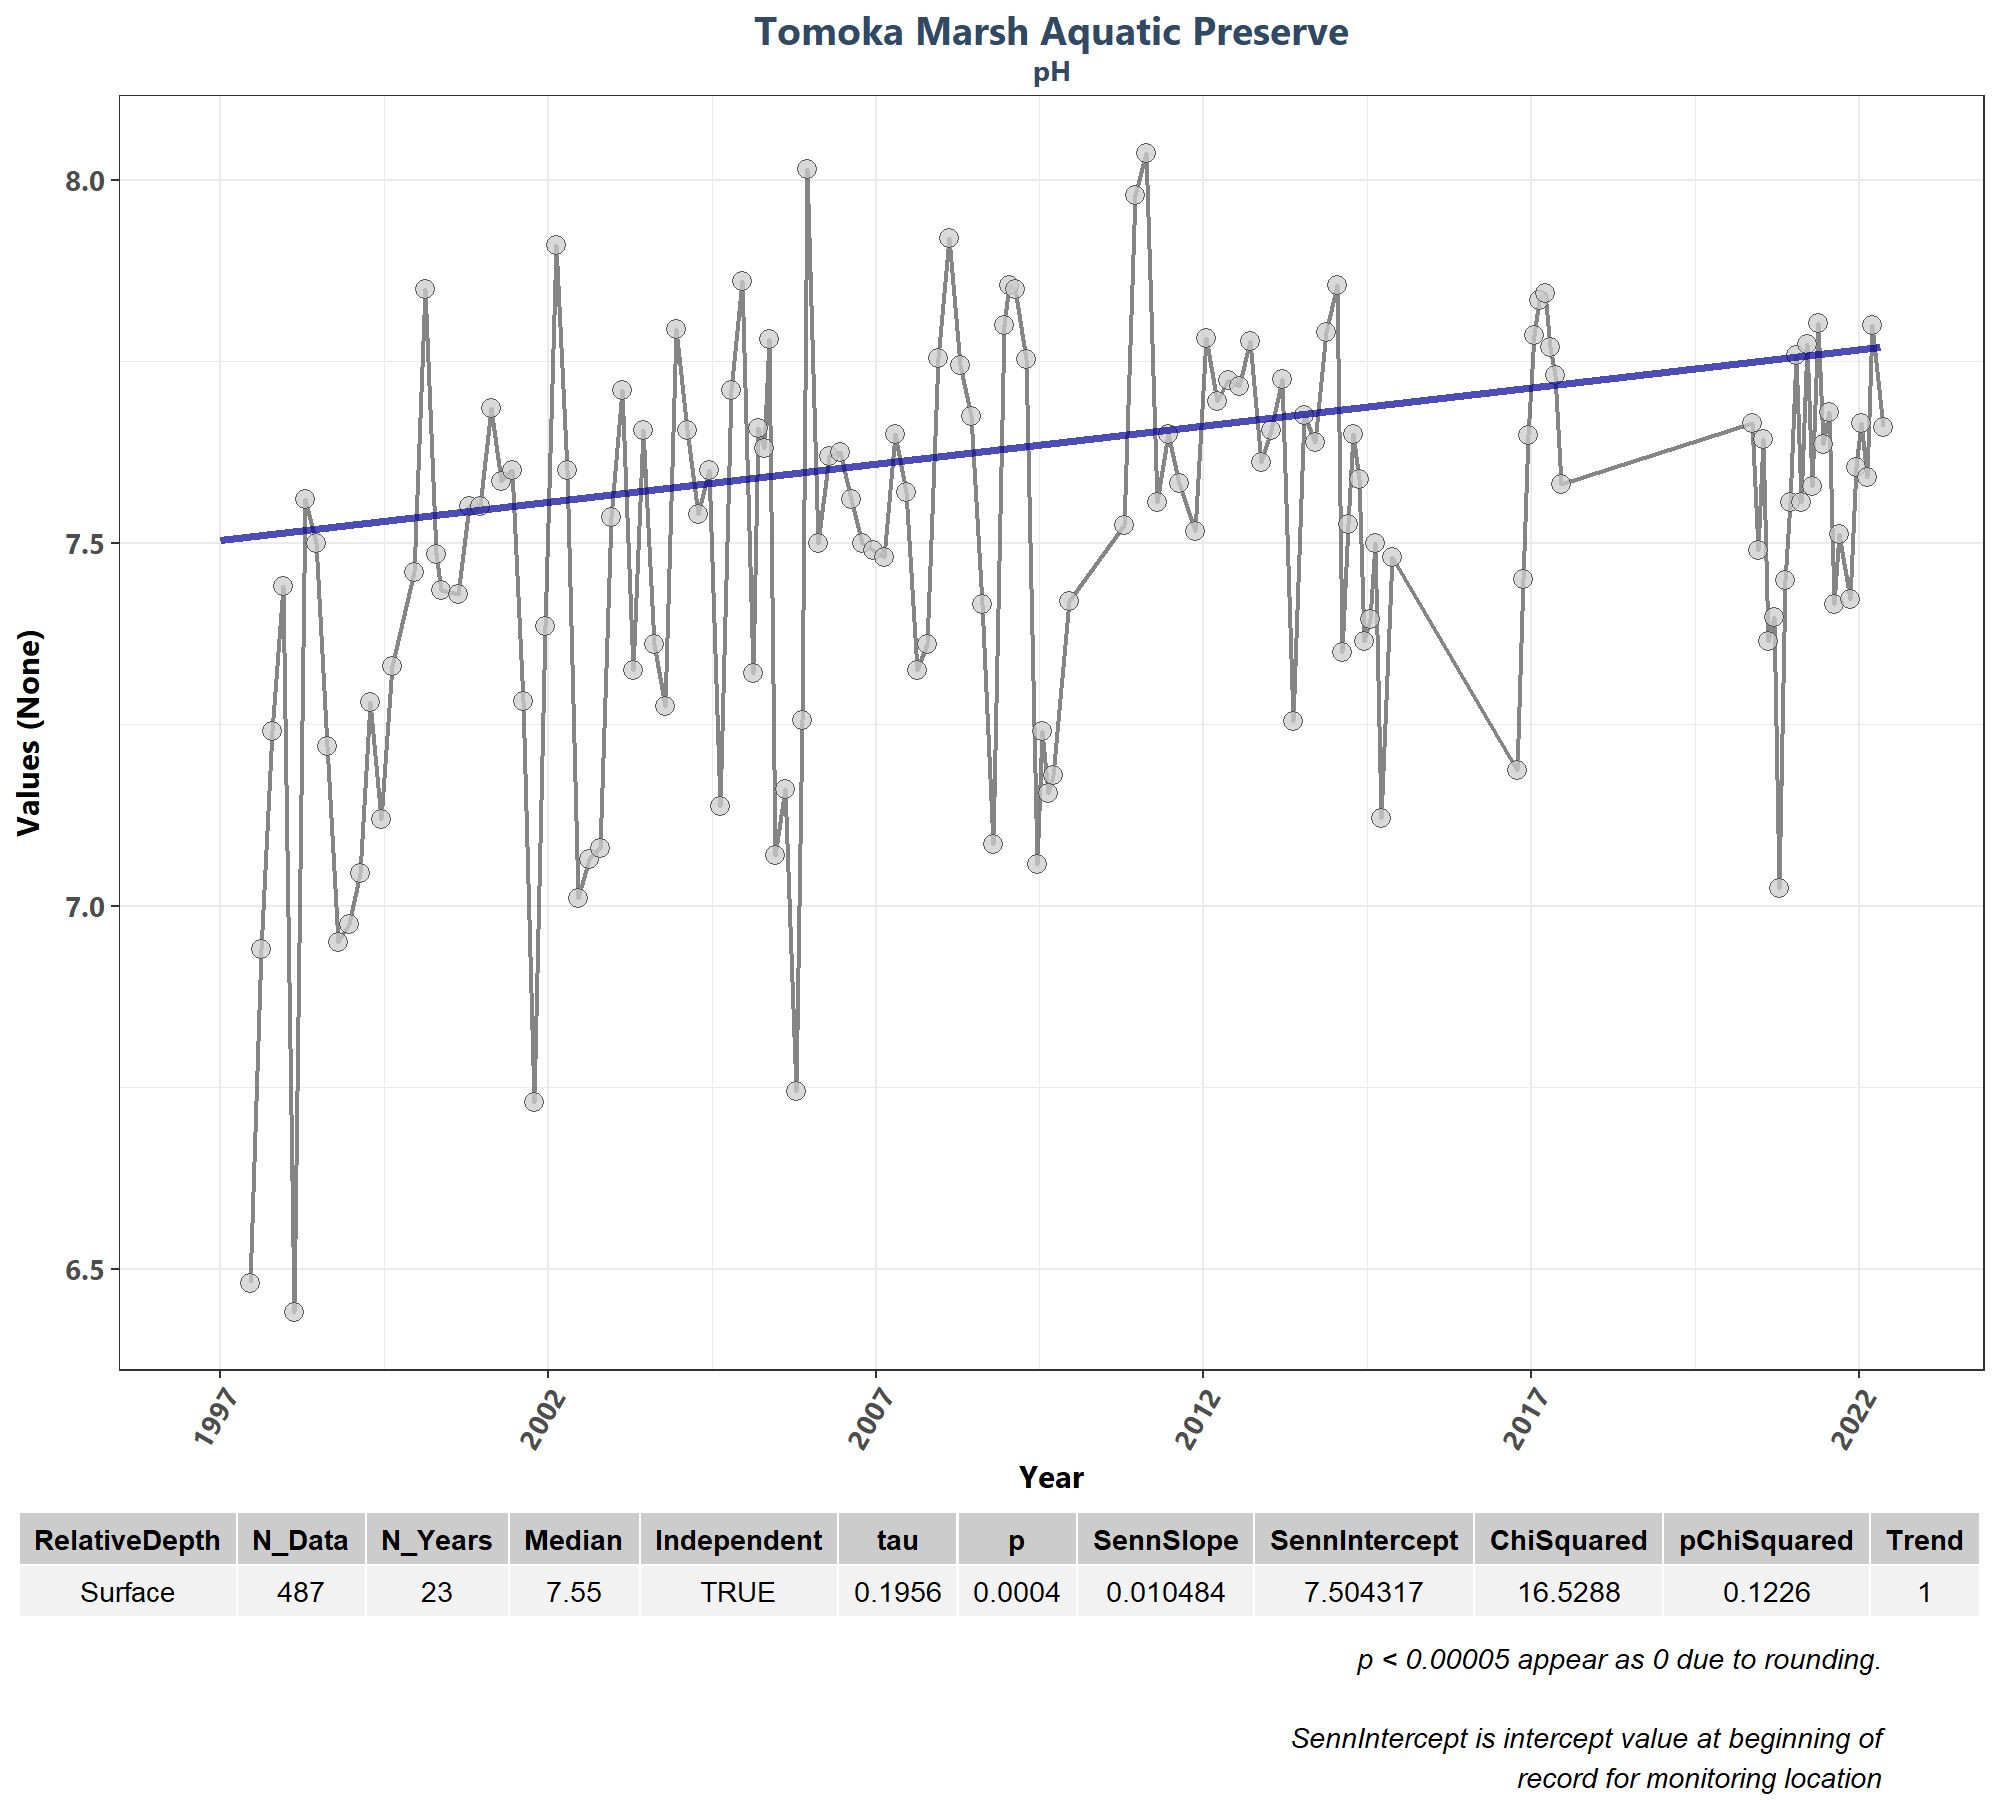 Tomoka Marsh Aquatic Preserve
pH
Values (None)
8.0
7.5
7.0
6.5
1997
2002
2007
2012
2017
2022
Year
RelativeDepth N_Data N_Years Median Independent tau p SennSlope SennIntercept ChiSquared pChiSquared Trend
Surface 487 23 7.55 TRUE 0.1956 0.0004 0.010484 7.504317 16.5288 0.1226 1
p < 0.00005 appear as 0 due to rounding.
SennIntercept is intercept value at beginning of
record for monitoring location